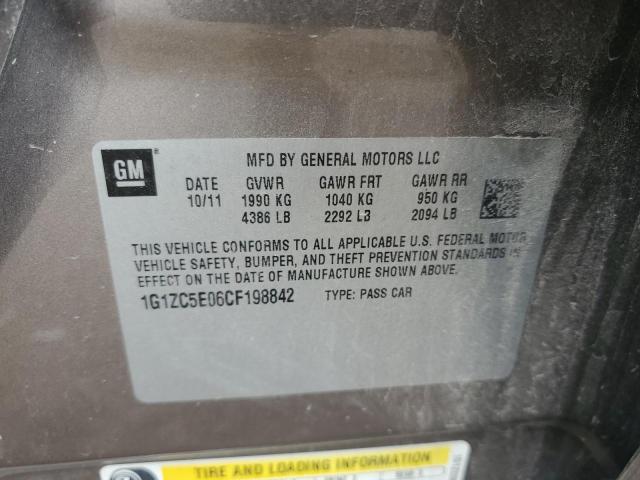 GM ®
MFD BY GENERAL MOTORS LLC
DATE GVWR GAWR FRT GAWR RR
10/11 1990 KG 1040 KG 950 KG
4386 LB 2292 LB 2094 LB
THIS VEHICLE CONFORMS TO ALL APPLICABLE U.S. FEDERAL MOTOR
VEHICLE SAFETY, BUMPER, AND THEFT PREVENTION STANDARDS IN
EFFECT ON THE DATE OF MANUFACTURE SHOWN ABOVE.
1G1ZC5E06CF198842 TYPE: PASS CAR
TIRE AND LOADING INFORMATION